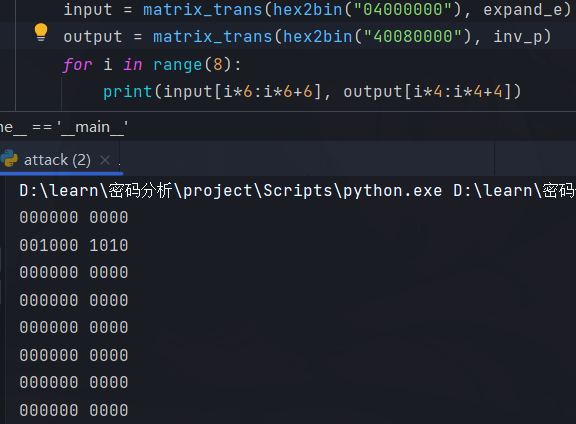 input = matrix_trans(hex2bin("04000000"), expand_e)
output = matrix_trans(hex2bin("40080000"), inv_p)
for i in range(8):
print(input[i*6:i*6+6], output[i*4:i*4+4])
ne__ == '__main__'
attack (2) ×
D:\learn\密码分析\project\Scripts\python.exe D:\learn\密码
000000 0000
001000 1010
000000 0000
000000 0000
000000 0000
000000 0000
000000 0000
000000 0000